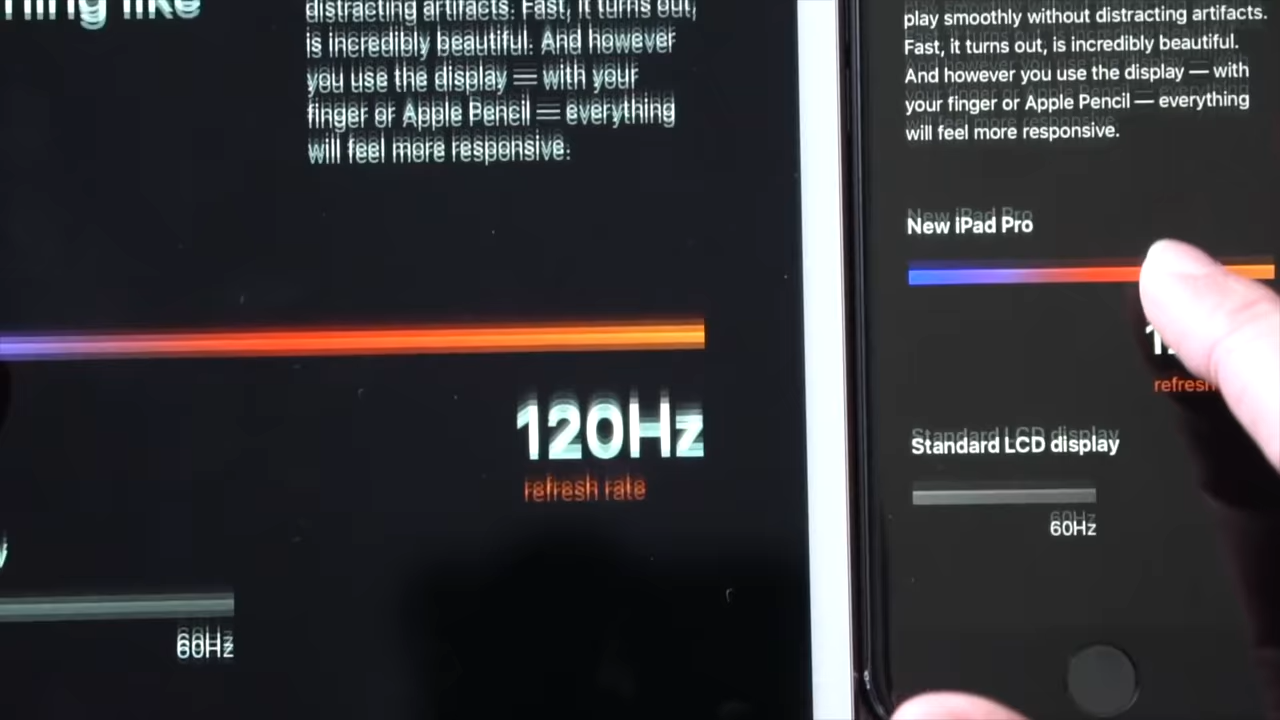 thing like
distracting artifacts. Fast, it turns out,
is incredibly beautiful. And however
you use the display — with your
finger or Apple Pencil — everything
will feel more responsive.
120Hz
refresh rate
60Hz
play smoothly without distracting artifacts.
Fast, it turns out, is incredibly beautiful.
And however you use the display — with
your finger or Apple Pencil — everything
will feel more responsive.
New iPad Pro
refresh
Standard LCD display
60Hz